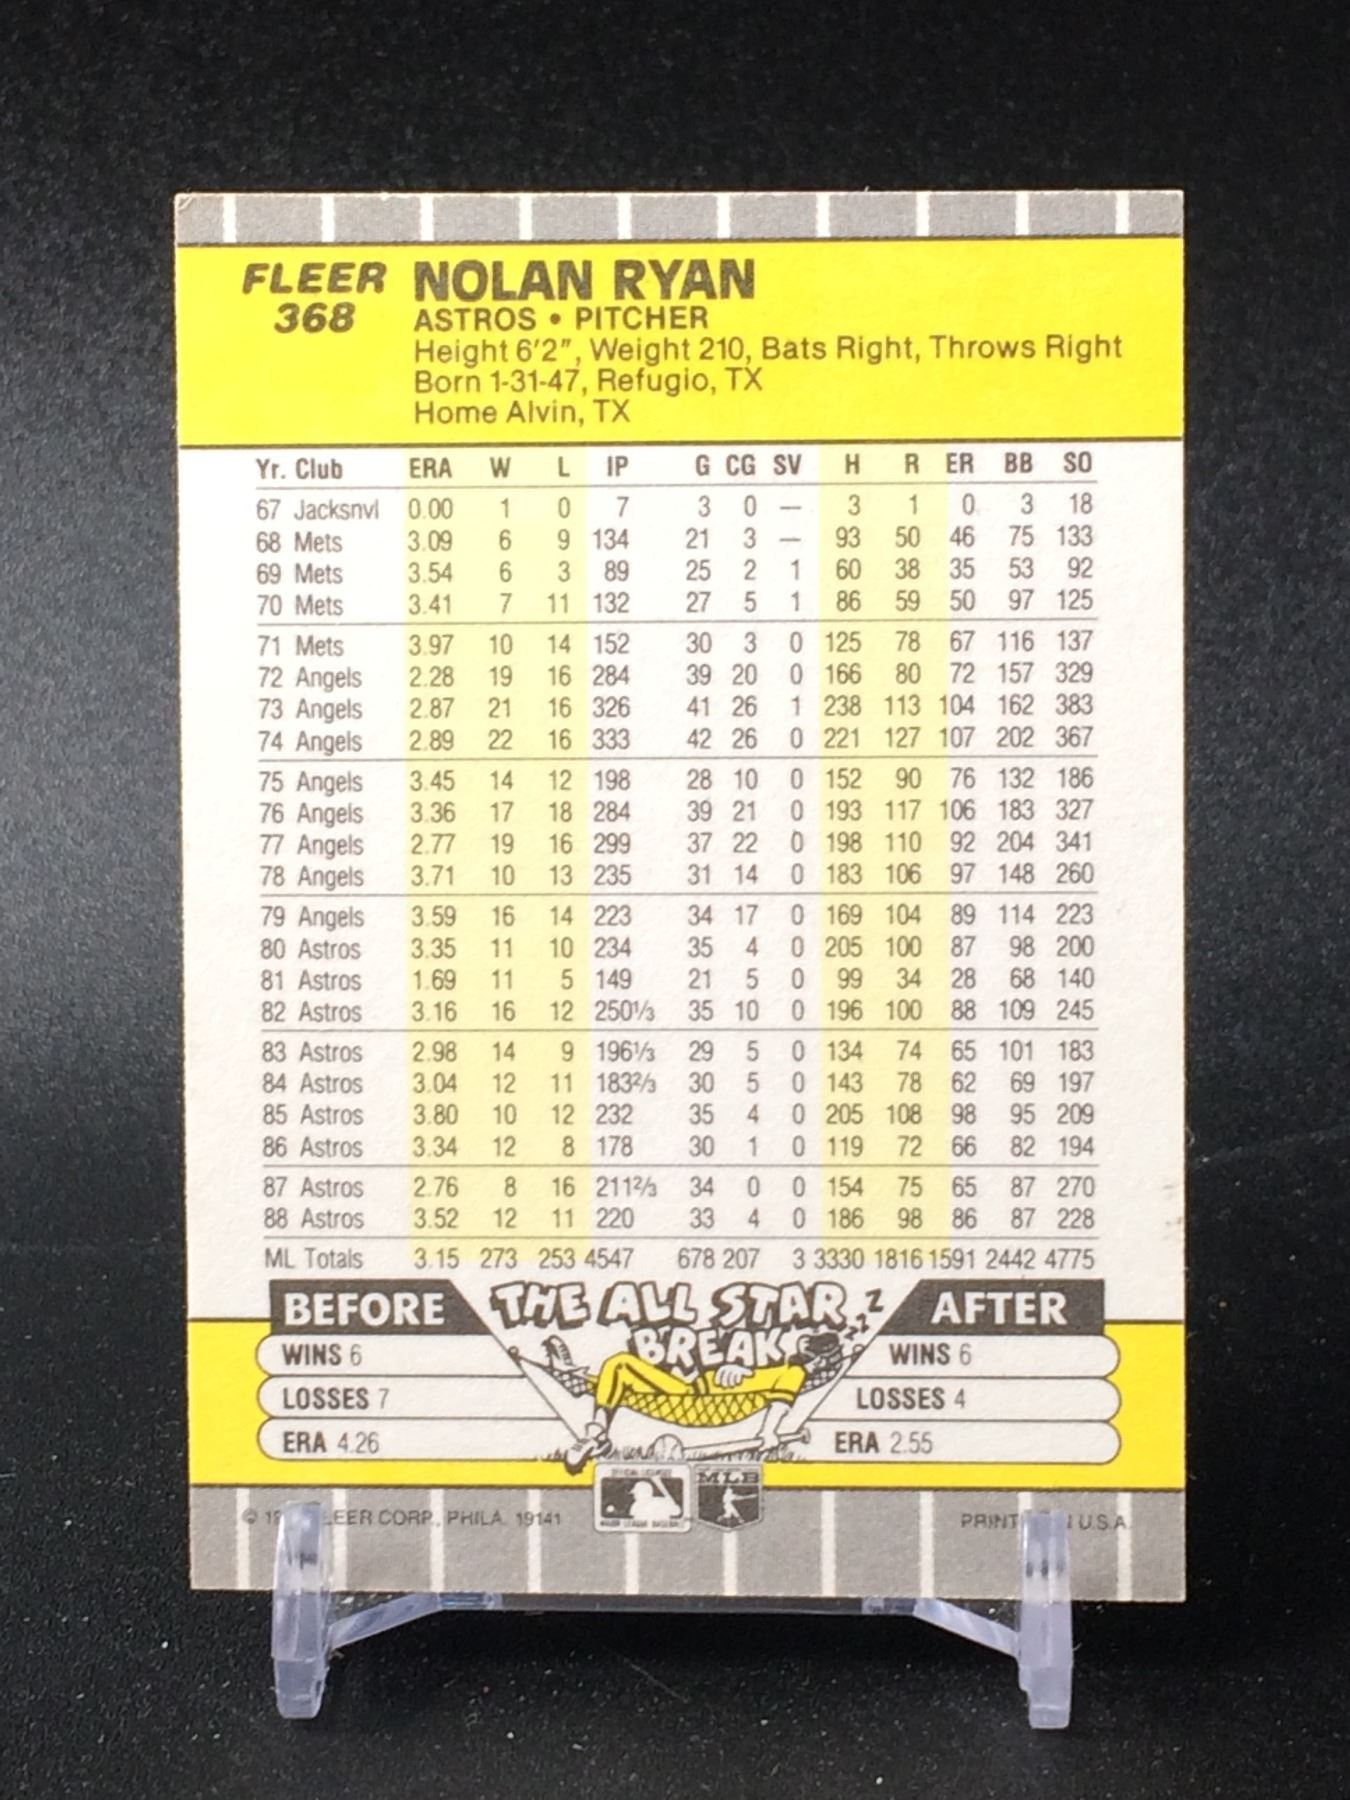 FLEER NOLAN RYAN
368 ASTROS • PITCHER
Height 6'2", Weight 210, Bats Right, Throws Right
Born 1-31-47, Refugio, TX
Home Alvin, TX
Yr. Club ERA W L IP G CG SV H R ER BB SO
67 Jacksnvl 0.00 1 0 7 3 0 — 3 1 0 3 18
68 Mets 3.09 6 9 134 21 3 — 93 50 46 75 133
69 Mets 3.54 6 3 89 25 2 1 60 38 35 53 92
70 Mets 3.41 7 11 132 27 5 1 86 59 50 97 125
71 Mets 3.97 10 14 152 30 3 0 125 78 67 116 137
72 Angels 2.28 19 16 284 39 20 0 166 80 72 157 329
73 Angels 2.87 21 16 326 41 26 1 238 113 104 162 383
74 Angels 2.89 22 16 333 42 26 0 221 127 107 202 367
75 Angels 3.45 14 12 198 28 10 0 152 90 76 132 186
76 Angels 3.36 17 18 284 39 21 0 193 117 106 183 327
77 Angels 2.77 19 16 299 37 22 0 198 110 92 204 341
78 Angels 3.71 10 13 235 31 14 0 183 106 97 148 260
79 Angels 3.59 16 14 223 34 17 0 169 104 89 114 223
80 Astros 3.35 11 10 234 35 4 0 205 100 87 98 200
81 Astros 1.69 11 5 149 21 5 0 99 34 28 68 140
82 Astros 3.16 16 12 250⅓ 35 10 0 196 100 88 109 245
83 Astros 2.98 14 9 196⅓ 29 5 0 134 74 65 101 183
84 Astros 3.04 12 11 183⅔ 30 5 0 143 78 62 69 197
85 Astros 3.80 10 12 232 35 4 0 205 108 98 95 209
86 Astros 3.34 12 8 178 30 1 0 119 72 66 82 194
87 Astros 2.76 8 16 211⅔ 34 0 0 154 75 65 87 270
88 Astros 3.52 12 11 220 33 4 0 186 98 86 87 228
ML Totals 3.15 273 253 4547 678 207 3 3330 1816 1591 2442 4775
BEFORE THE ALL STAR BREAK ZZZ AFTER
WINS 6 WINS 6
LOSSES 7 LOSSES 4
ERA 4.26 ERA 2.55
OFFICIAL LICENSEE
MAJOR LEAGUE BASEBALL
MLB
© FLEER CORP., PHILA. 19141 PRINT U.S.A.